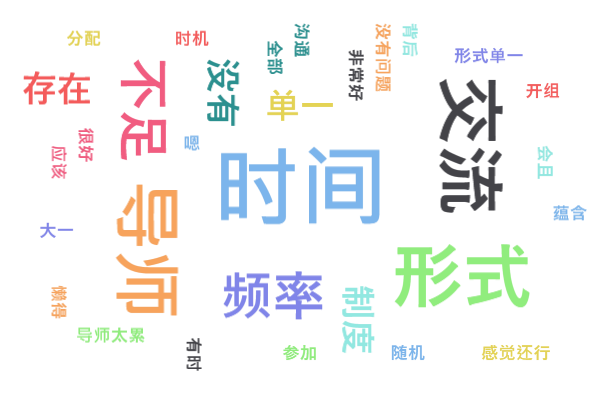 分配
时机
沟通
全部
没有问题
背后
形式单一
非常好
存在
不足
没有
单一
交流
开组
很好
应该
时间
会且
蕴含
导师
大一
形式
频率
制度
懒得
导师太累
有时
参加
随机
感觉还行